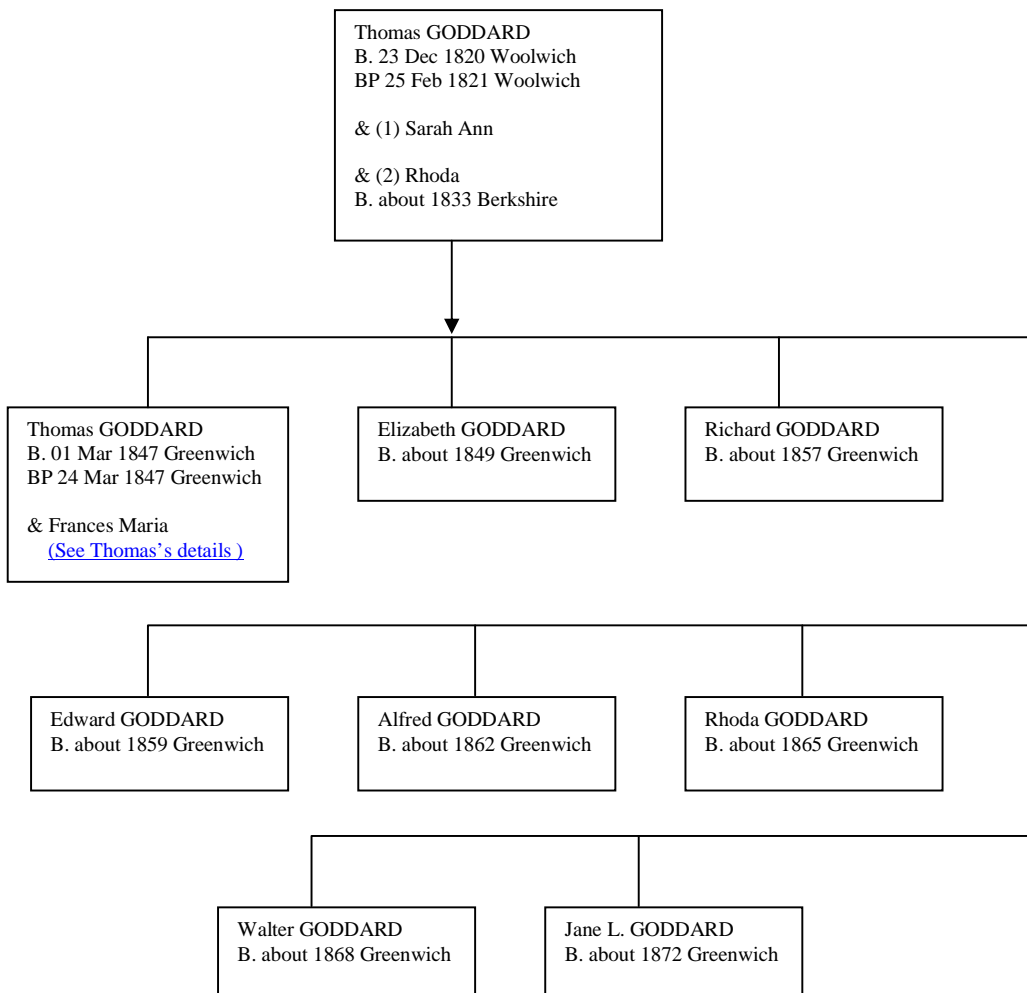 Thomas GODDARD
B. 23 Dec 1820 Woolwich
BP 25 Feb 1821 Woolwich
& (1) Sarah Ann
& (2) Rhoda
B. about 1833 Berkshire
Thomas GODDARD
B. 01 Mar 1847 Greenwich
BP 24 Mar 1847 Greenwich
& Frances Maria
(See Thomas’s details )
Elizabeth GODDARD
B. about 1849 Greenwich
Richard GODDARD
B. about 1857 Greenwich
Edward GODDARD
B. about 1859 Greenwich
Alfred GODDARD
B. about 1862 Greenwich
Rhoda GODDARD
B. about 1865 Greenwich
Walter GODDARD
B. about 1868 Greenwich
Jane L. GODDARD
B. about 1872 Greenwich